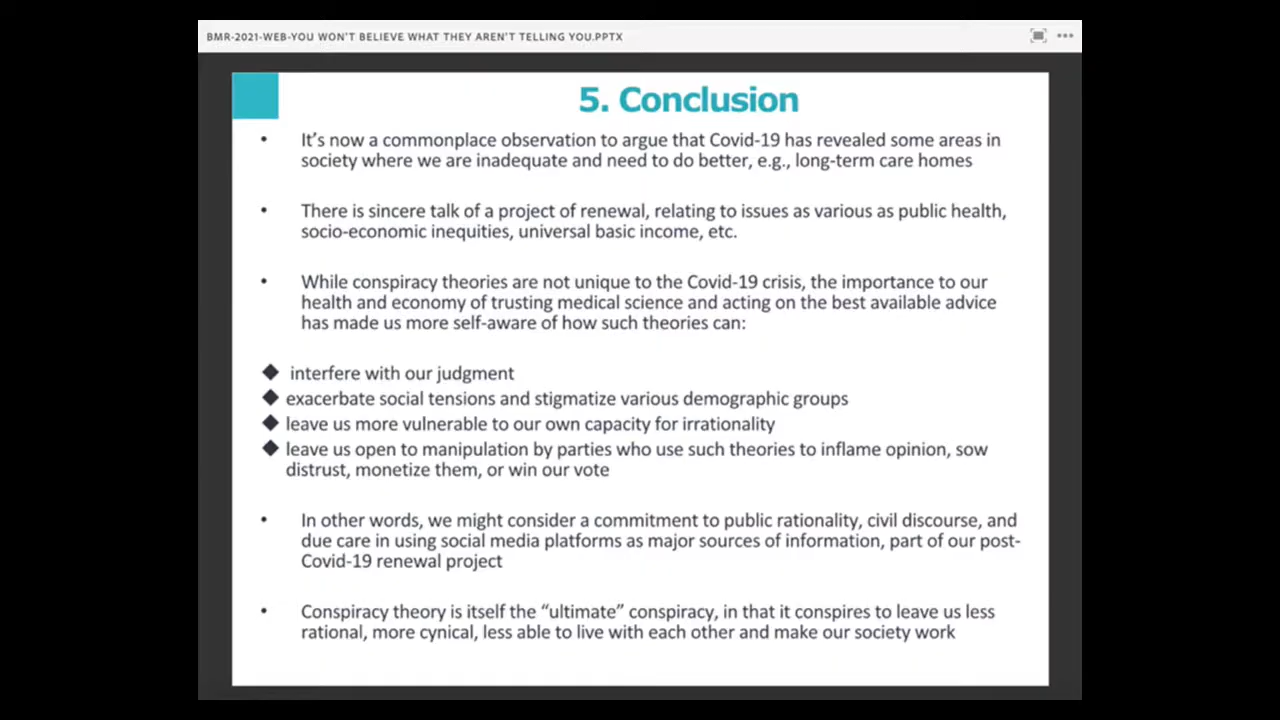 BMR-2021-WEB-YOU WON'T BELIEVE WHAT THEY AREN'T TELLING YOU.PPTX
5. Conclusion
• It's now a commonplace observation to argue that Covid-19 has revealed some areas in
society where we are inadequate and need to do better, e.g., long-term care homes
• There is sincere talk of a project of renewal, relating to issues as various as public health,
socio-economic inequities, universal basic income, etc.
• While conspiracy theories are not unique to the Covid-19 crisis, the importance to our
health and economy of trusting medical science and acting on the best available advice
has made us more self-aware of how such theories can:
◆ interfere with our judgment
◆ exacerbate social tensions and stigmatize various demographic groups
◆ leave us more vulnerable to our own capacity for irrationality
◆ leave us open to manipulation by parties who use such theories to inflame opinion, sow
distrust, monetize them, or win our vote
• In other words, we might consider a commitment to public rationality, civil discourse, and
due care in using social media platforms as major sources of information, part of our post-
Covid-19 renewal project
• Conspiracy theory is itself the “ultimate” conspiracy, in that it conspires to leave us less
rational, more cynical, less able to live with each other and make our society work